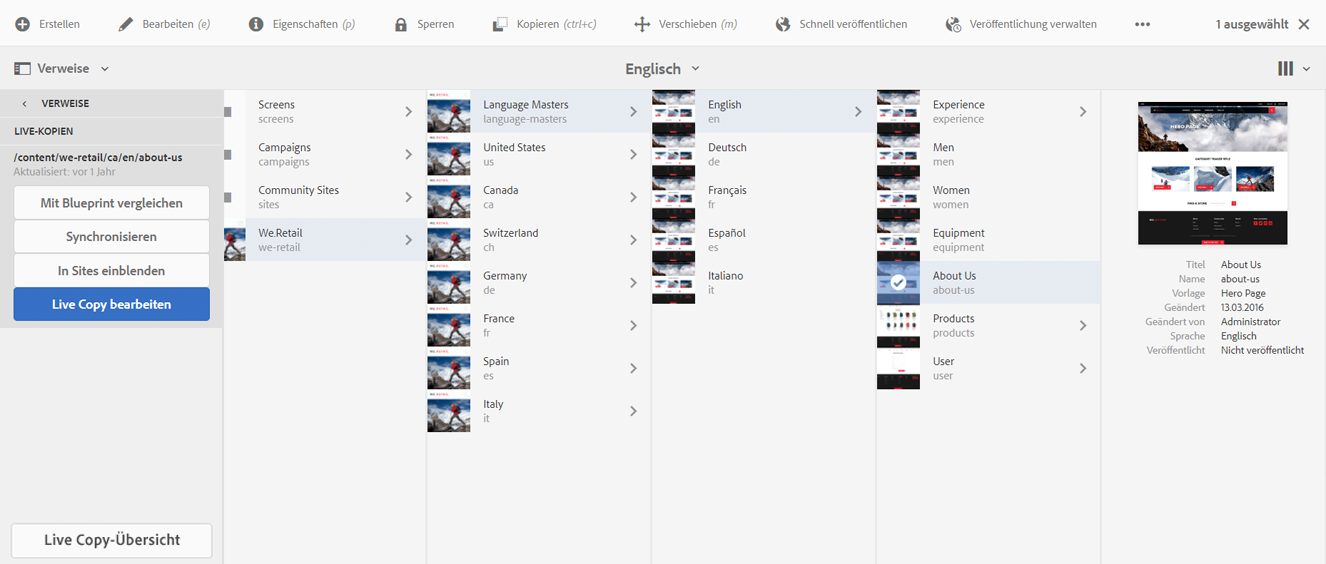 Erstellen
Bearbeiten (e)
Eigenschaften (p)
Sperren
Kopieren (ctrl+c)
Verschieben (m)
Schnell veröffentlichen
Veröffentlichung verwalten
1 ausgewählt
Verweise
Englisch
VERWEISE
LIVE-KOPIEN
/content/we-retail/ca/en/about-us
Aktualisiert: vor 1 Jahr
Mit Blueprint vergleichen
Synchronisieren
In Sites einblenden
Live Copy bearbeiten
Live Copy-Übersicht
Screens
screens
Campaigns
campaigns
Community Sites
sites
We.Retail
we-retail
Language Masters
language-masters
United States
us
Canada
ca
Switzerland
ch
Germany
de
France
fr
Spain
es
Italy
it
English
en
Deutsch
de
Français
fr
Español
es
Italiano
it
Experience
experience
Men
men
Women
women
Equipment
equipment
About Us
about-us
Products
products
User
user
HERO PAGE
Titel About Us
Name about-us
Vorlage Hero Page
Geändert 13.03.2016
Geändert von Administrator
Sprache Englisch
Veröffentlicht Nicht veröffentlicht